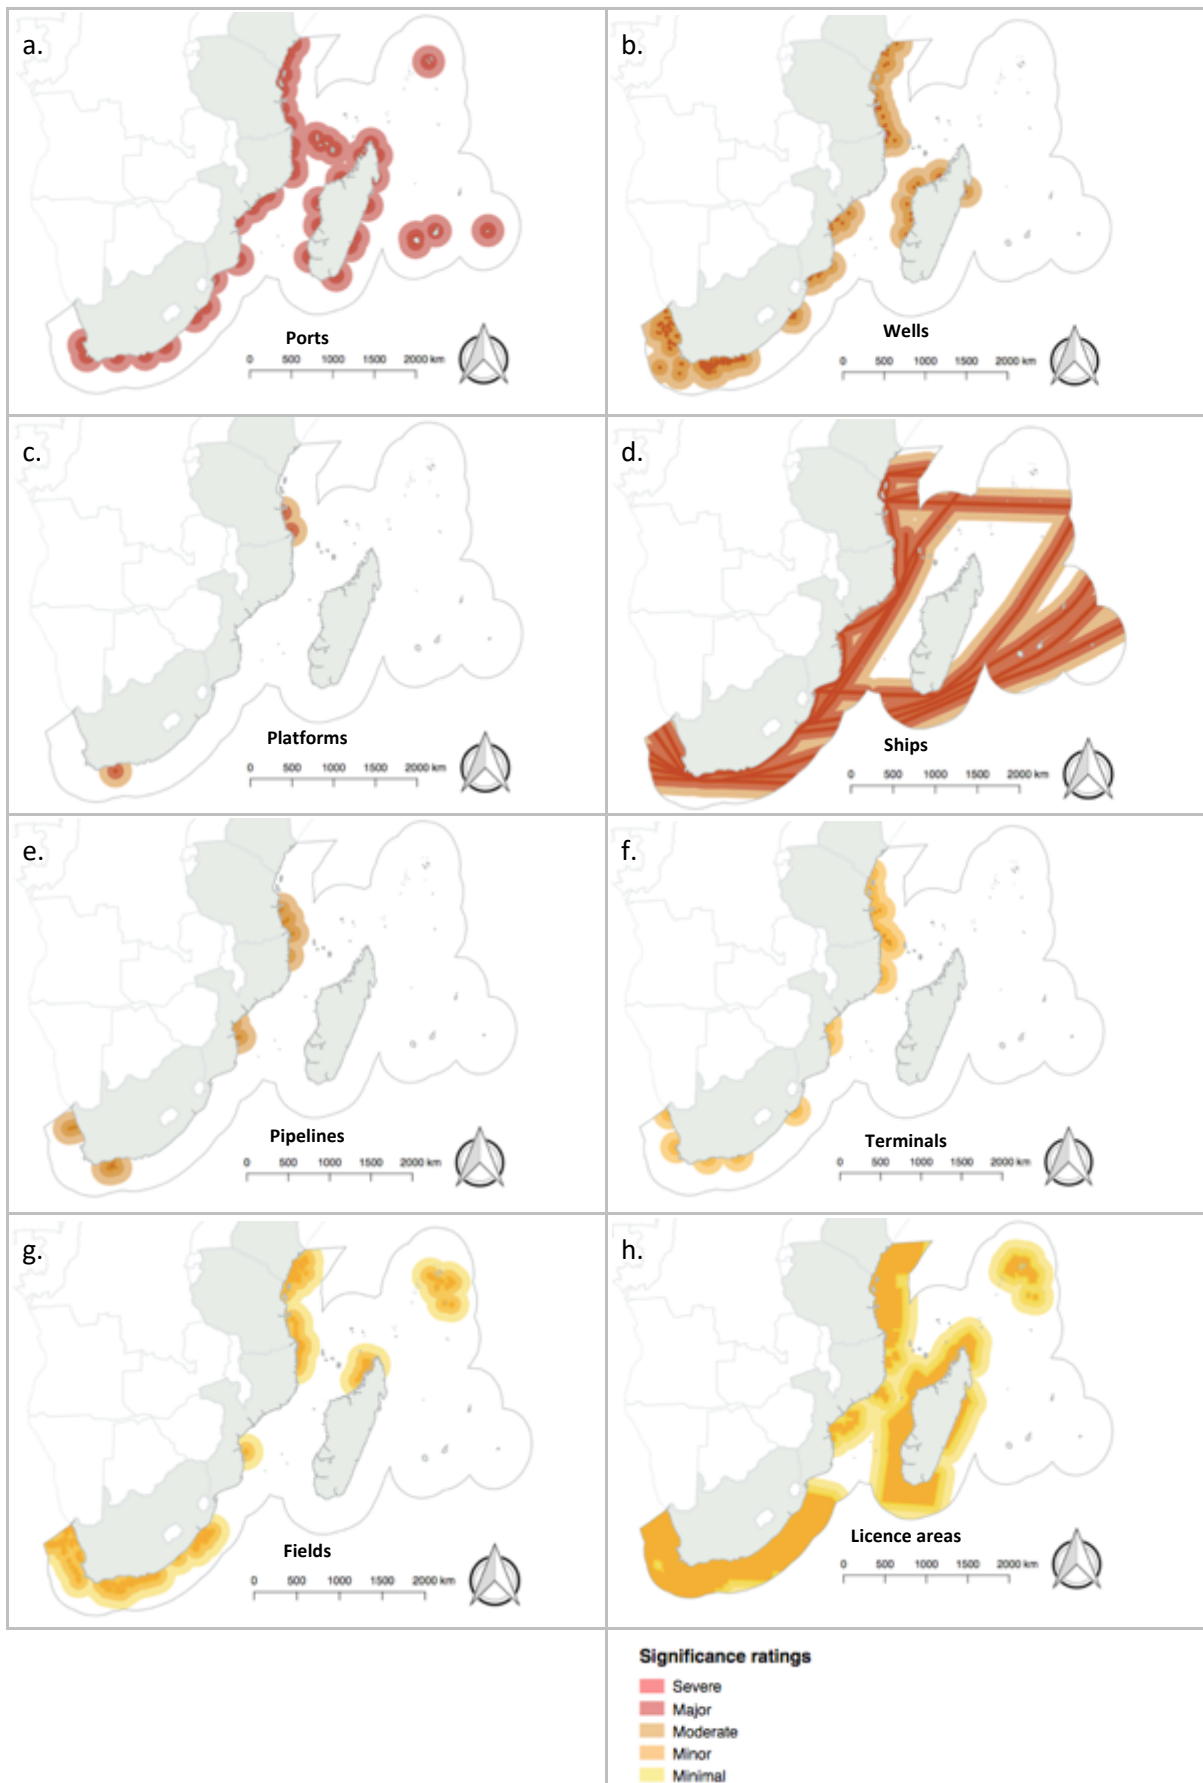 a.
Ports
0 500 1000 1500 2000 km
b.
Wells
0 500 1000 1500 2000 km
c.
Platforms
0 500 1000 1500 2000 km
d.
Ships
0 500 1000 1500 2000 km
e.
Pipelines
0 500 1000 1500 2000 km
f.
Terminals
0 500 1000 1500 2000 km
g.
Fields
0 500 1000 1500 2000 km
h.
Licence areas
0 500 1000 1500 2000 km
Significance ratings
Severe
Major
Moderate
Minor
Minimal